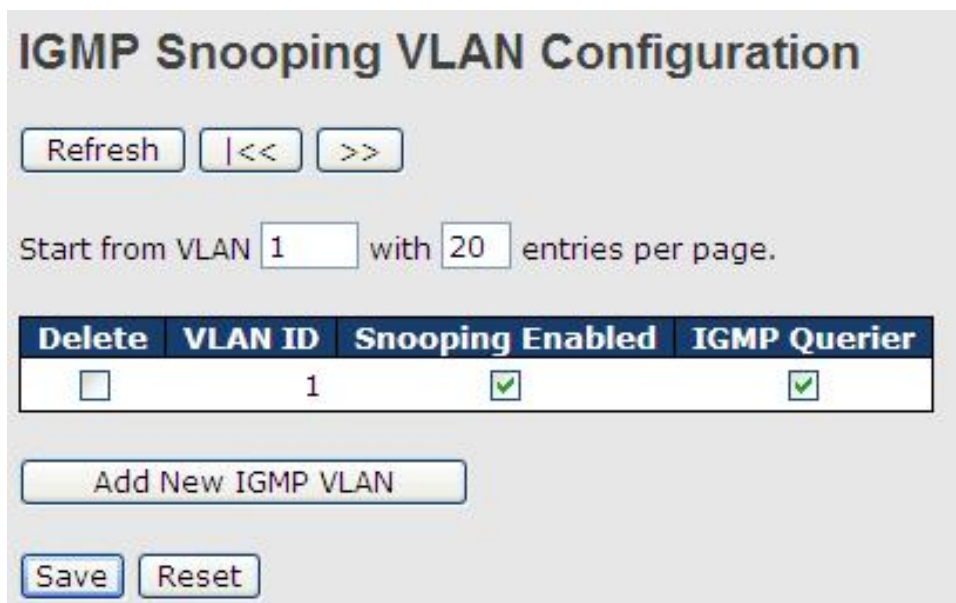 IGMP Snooping VLAN Configuration
Refresh |<< >>
Start from VLAN 1 with 20 entries per page.
Delete VLAN ID Snooping Enabled IGMP Querier
1
Add New IGMP VLAN
Save Reset